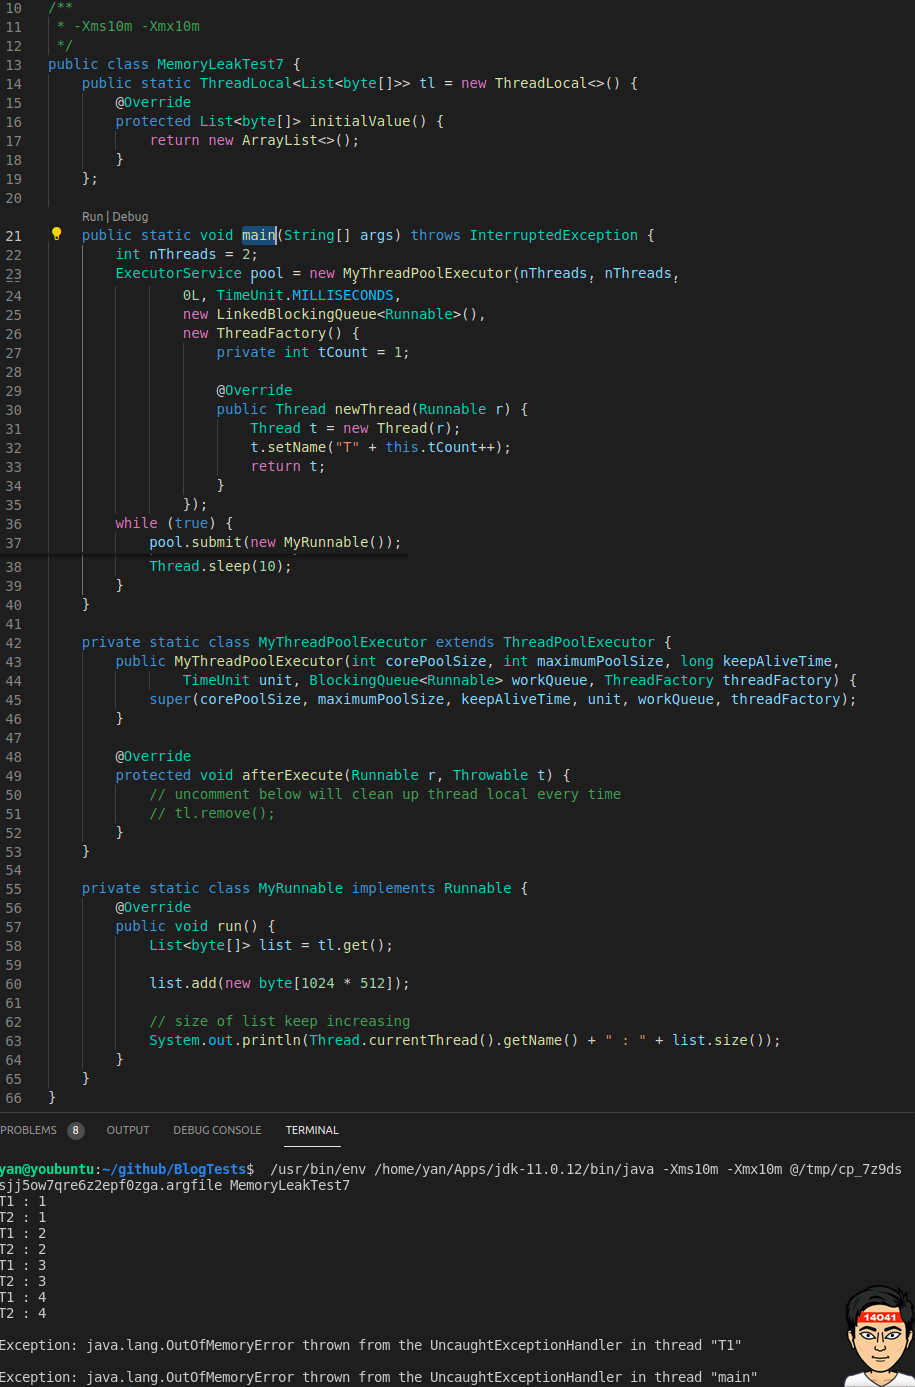 10 /**
11 * -Xms10m -Xmx10m
12 */
13 public class MemoryLeakTest7 {
14 public static ThreadLocal<List<byte[]>> tl = new ThreadLocal<>() {
15 @Override
16 protected List<byte[]> initialValue() {
17 return new ArrayList<>();
18 }
19 };
20
Run | Debug
21 public static void main(String[] args) throws InterruptedException {
22 int nThreads = 2;
23 ExecutorService pool = new MyThreadPoolExecutor(nThreads, nThreads,
24 0L, TimeUnit.MILLISECONDS,
25 new LinkedBlockingQueue<Runnable>(),
26 new ThreadFactory() {
27 private int tCount = 1;
28
29 @Override
30 public Thread newThread(Runnable r) {
31 Thread t = new Thread(r);
32 t.setName("T" + this.tCount++);
33 return t;
34 }
35 });
36 while (true) {
37 pool.submit(new MyRunnable());
38 Thread.sleep(10);
39 }
40 }
41
42 private static class MyThreadPoolExecutor extends ThreadPoolExecutor {
43 public MyThreadPoolExecutor(int corePoolSize, int maximumPoolSize, long keepAliveTime,
44 TimeUnit unit, BlockingQueue<Runnable> workQueue, ThreadFactory threadFactory) {
45 super(corePoolSize, maximumPoolSize, keepAliveTime, unit, workQueue, threadFactory);
46 }
47
48 @Override
49 protected void afterExecute(Runnable r, Throwable t) {
50 // uncomment below will clean up thread local every time
51 // tl.remove();
52 }
53 }
54
55 private static class MyRunnable implements Runnable {
56 @Override
57 public void run() {
58 List<byte[]> list = tl.get();
59
60 list.add(new byte[1024 * 512]);
61
62 // size of list keep increasing
63 System.out.println(Thread.currentThread().getName() + " : " + list.size());
64 }
65 }
66 }
PROBLEMS 8 OUTPUT DEBUG CONSOLE TERMINAL
yan@youbuntu:~/github/BlogTests$ /usr/bin/env /home/yan/Apps/jdk-11.0.12/bin/java -Xms10m -Xmx10m @/tmp/cp_7z9ds
sjj5ow7qre6z2epf0zga.argfile MemoryLeakTest7
T1 : 1
T2 : 1
T1 : 2
T2 : 2
T1 : 3
T2 : 3
T1 : 4
T2 : 4
14041
Exception: java.lang.OutOfMemoryError thrown from the UncaughtExceptionHandler in thread "T1"
Exception: java.lang.OutOfMemoryError thrown from the UncaughtExceptionHandler in thread "main"